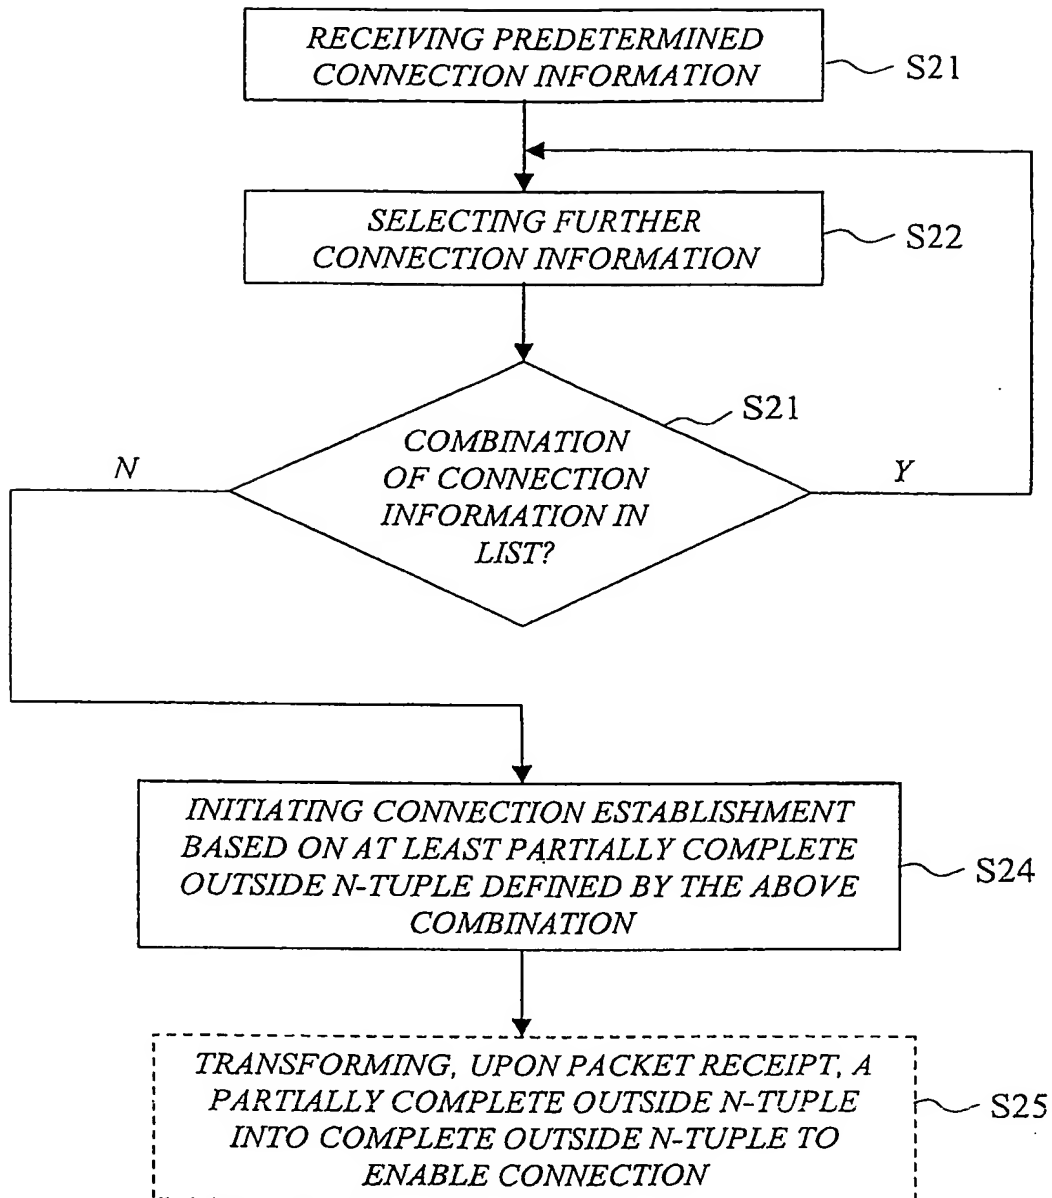 RECEIVING PREDETERMINED
CONNECTION INFORMATION
S21
SELECTING FURTHER
CONNECTION INFORMATION
S22
S21
COMBINATION
OF CONNECTION
INFORMATION IN
LIST?
N
Y
INITIATING CONNECTION ESTABLISHMENT
BASED ON AT LEAST PARTIALLY COMPLETE
OUTSIDE N-TUPLE DEFINED BY THE ABOVE
COMBINATION
S24
TRANSFORMING, UPON PACKET RECEIPT, A
PARTIALLY COMPLETE OUTSIDE N-TUPLE
INTO COMPLETE OUTSIDE N-TUPLE TO
ENABLE CONNECTION
S25